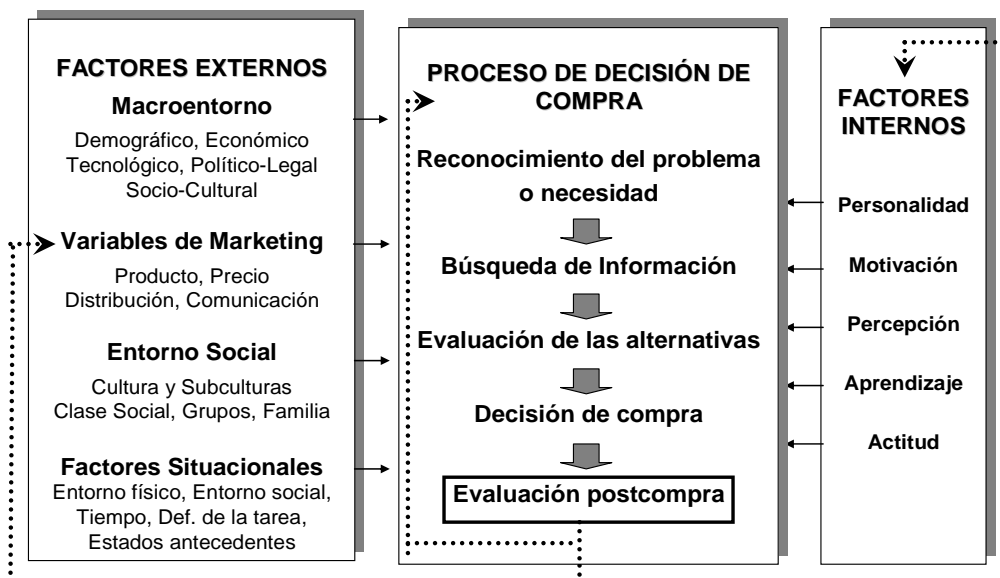 FACTORES EXTERNOS
Macroentorno
Demográfico, Económico
Tecnológico, Político-Legal
Socio-Cultural
Variables de Marketing
Producto, Precio
Distribución, Comunicación
Entorno Social
Cultura y Subculturas
Clase Social, Grupos, Familia
Factores Situacionales
Entorno físico, Entorno social,
Tiempo, Def. de la tarea,
Estados antecedentes
PROCESO DE DECISIÓN DE
COMPRA
Reconocimiento del problema
o necesidad
Búsqueda de Información
Evaluación de las alternativas
Decisión de compra
Evaluación postcompra
FACTORES
INTERNOS
Personalidad
Motivación
Percepción
Aprendizaje
Actitud